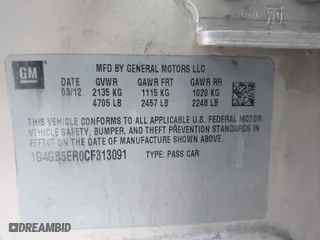 GM
MFD BY GENERAL MOTORS LLC
DATE GVWR GAWR FRT GAWR RR
03/12 2135 KG 1115 KG 1020 KG
4705 LB 2457 LB 2248 LB
THIS VEHICLE CONFORMS TO ALL APPLICABLE U.S. FEDERAL MOTOR
VEHICLE SAFETY, BUMPER, AND THEFT PREVENTION STANDARDS
IN EFFECT ON THE DATE OF MANUFACTURE SHOWN ABOVE.
1G4GB5ER0CF313091 TYPE: PASS CAR
AUTOBIDMASTER